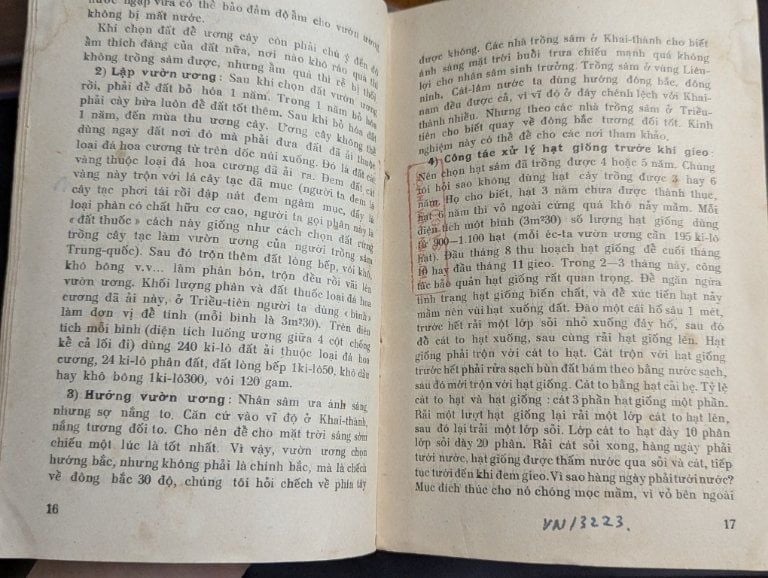 nước ngập vừa có thể bảo đảm độ ẩm cho vườn ương
không bị mất nước.
Khi chọn đất để ương cây còn phải chú ý đến độ
ẩm thích đáng của đất nữa, nơi nào khô ráo quá thì
không trồng sâm được, nhưng ẩm quá thì rễ bị thối
2) Lập vườn ương: Sau khi chọn đất vườn ương
rồi, phải để đất bỏ hóa 1 năm. Trong 1 năm bỏ hóa
phải cày bừa luôn để đất tốt thêm. Sau khi bỏ hóa đất
1 năm, đến mùa thu ương cây. Ương cây không thể
dùng ngay đất nơi đó mà phải đưa đất đã ải thuộc
loại đá hoa cương từ trên dốc núi xuống. Đó là đất cát
vàng thuộc loại đá hoa cương đã ải ra. Đem đất cát
vàng này trộn với lá cây tạc đã mục (người ta đem lá
cây tạc phơi tái rồi đập nát đem ngâm mục, đấy là
loại phân có chất hữu cơ cao, người ta gọi phân này là
«đất thuốc» cách này giống như cách chọn đất rừng
trồng cây tạc làm vườn ương của người trồng sâm
Trung-quốc). Sau đó trộn thêm đất lòng bếp, với khô,
khô bông v.v... làm phân bón, trộn đều rồi vãi lên
vườn ương. Khối lượng phân và đất thuốc loại đá hoa
cương đã ải này, ở Triều-tiên người ta dùng «bình»
làm đơn vị để tính (mỗi bình là 3m²30). Trên diện
tích mỗi bình (diện tích luống ương giữa 4 cột chống
kể cả lối đi) dùng 240 ki-lô đất ải thuộc loại đá hoa
cương, 24 ki-lô phân đất, đất lòng bếp 1ki-lô50, khô dầu
hay khô bông 1ki-lô300, vôi 120 gam.
3) Hướng vườn ương: Nhân sâm ưa ánh sáng
nhưng sợ nắng to. Căn cứ vào vĩ độ ở Khai-thành,
nắng tương đối to. Cho nên để cho mặt trời sáng sớm
chiếu một lúc là tốt nhất. Vì vậy, vườn ương chọn
hướng bắc, nhưng không phải là chính bắc, mà là chếch
về đông bắc 30 độ, chúng tôi hỏi chếch về phía tây
16
được không. Các nhà trồng sâm ở Khai-thành cho biết
ánh sáng mặt trời buổi trưa chiếu mạnh quá không
lợi cho nhân sâm sinh trưởng. Trồng sâm ở vùng Liêu-
ninh, Cát-lâm nước ta dùng hướng đông bắc, đông
nam đều được cả, vì vĩ độ ở đây chênh lệch với Khai-
thành nhiều. Nhưng theo các nhà trồng sâm ở Triều-
tiên cho biết quay về đông bắc tương đối tốt. Kinh
nghiệm này có thể để cho các nơi tham khảo.
4) Công tác xử lý hạt giống trước khi gieo:
Nên chọn hạt sâm đã trồng được 4 hoặc 5 năm. Chúng
tôi hỏi sao không dùng hạt cây trồng được 3 hay 6
năm. Họ cho biết, hạt 3 năm chưa được thành thục,
hạt 6 năm thì vỏ ngoài cứng quá khó nảy mầm. Mỗi
diện tích một bình (3m²30) số lượng hạt giống dùng
từ 900—1.100 hạt (mỗi éc-ta vườn ương cần 195 ki-lô
hạt). Đầu tháng 8 thu hoạch hạt giống để cuối tháng
10 hay đầu tháng 11 gieo. Trong 2—3 tháng này, công
tác bảo quản hạt giống rất quan trọng. Để ngăn ngừa
tình trạng hạt giống biến chất, và để xúc tiến hạt nảy
mầm nên vùi hạt xuống đất. Đào một cái hố sâu 1 mét,
trước hết rải một lớp sỏi nhỏ xuống đáy hố, sau đó
đổ cát to hạt xuống, sau cùng rải hạt giống lên. Hạt
giống phải trộn với cát to hạt. Cát trộn với hạt giống
trước hết phải rửa sạch bùn đất bám theo bằng nước sạch,
sau đó mới trộn với hạt giống. Cát to bằng hạt cải bẹ. Tỷ lệ
cát to hạt và hạt giống: cát 3 phần hạt giống một phần.
Rải một lượt hạt giống lại rải một lớp cát to hạt lên,
sau đó lại trải một lớp sỏi. Lớp cát to hạt dày 10 phân
lớp sỏi dày 20 phân. Rải cát sỏi xong, hàng ngày phải
tưới nước, hạt giống được thấm nước qua sỏi và cát, tiếp
tục tưới đến khi đem gieo. Vì sao hàng ngày phải tưới nước?
Mục đích thúc cho nó chóng mọc mầm, vì vỏ bên ngoài
VN13223.
17